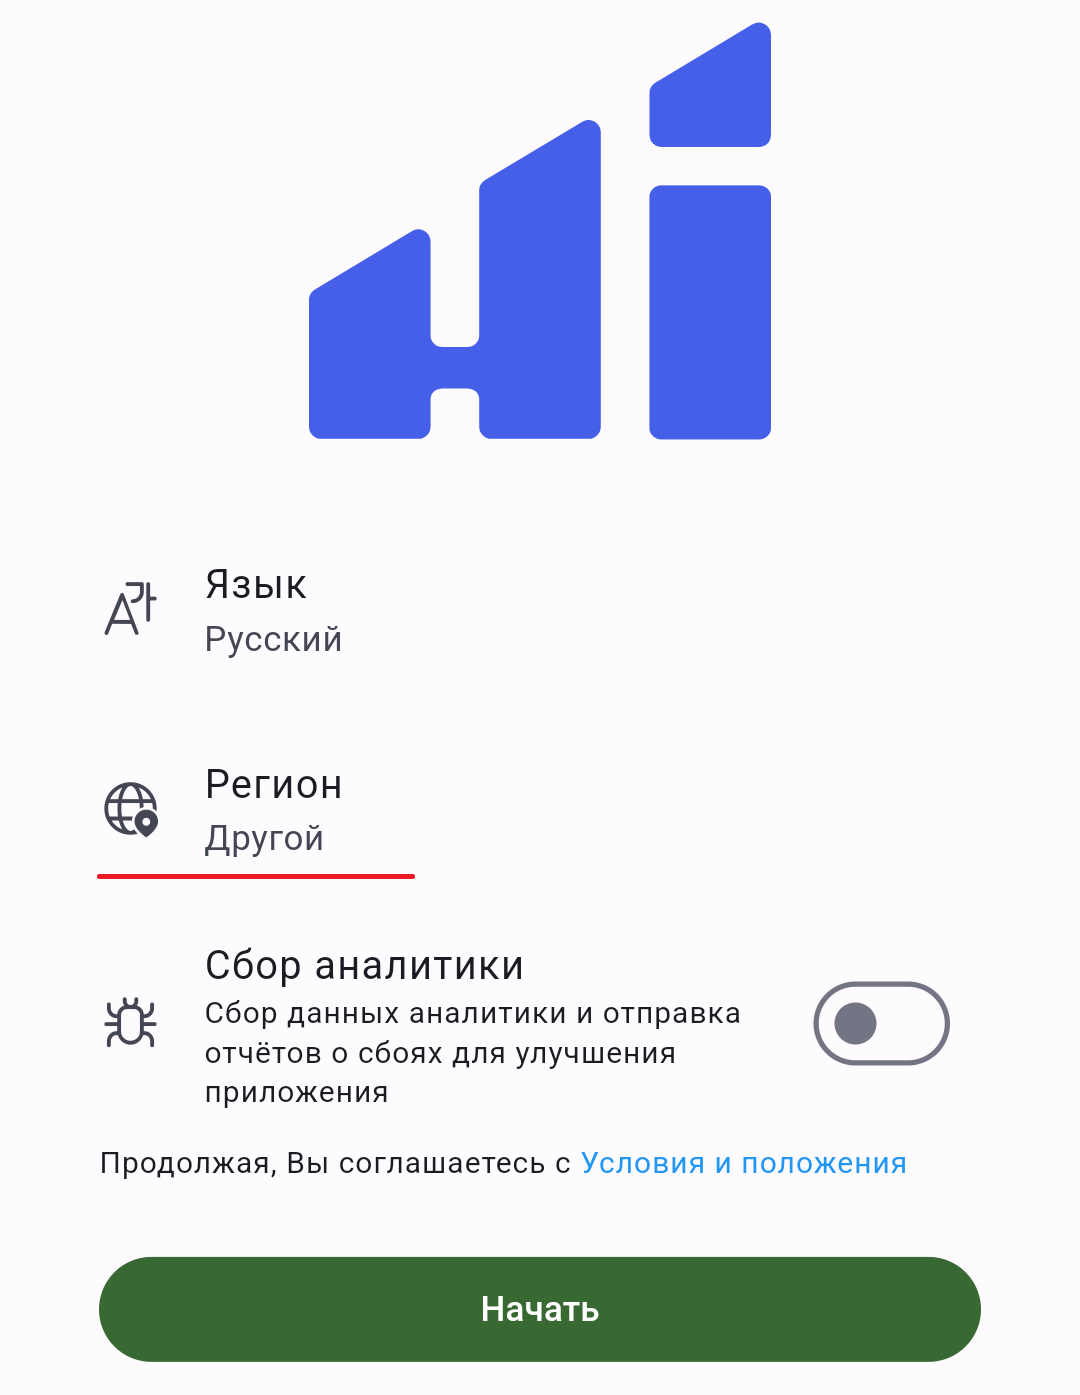 Язык
Русский
Регион
Другой
Сбор аналитики
Сбор данных аналитики и отправка
отчётов о сбоях для улучшения
приложения
Продолжая, Вы соглашаетесь с Условия и положения
Начать